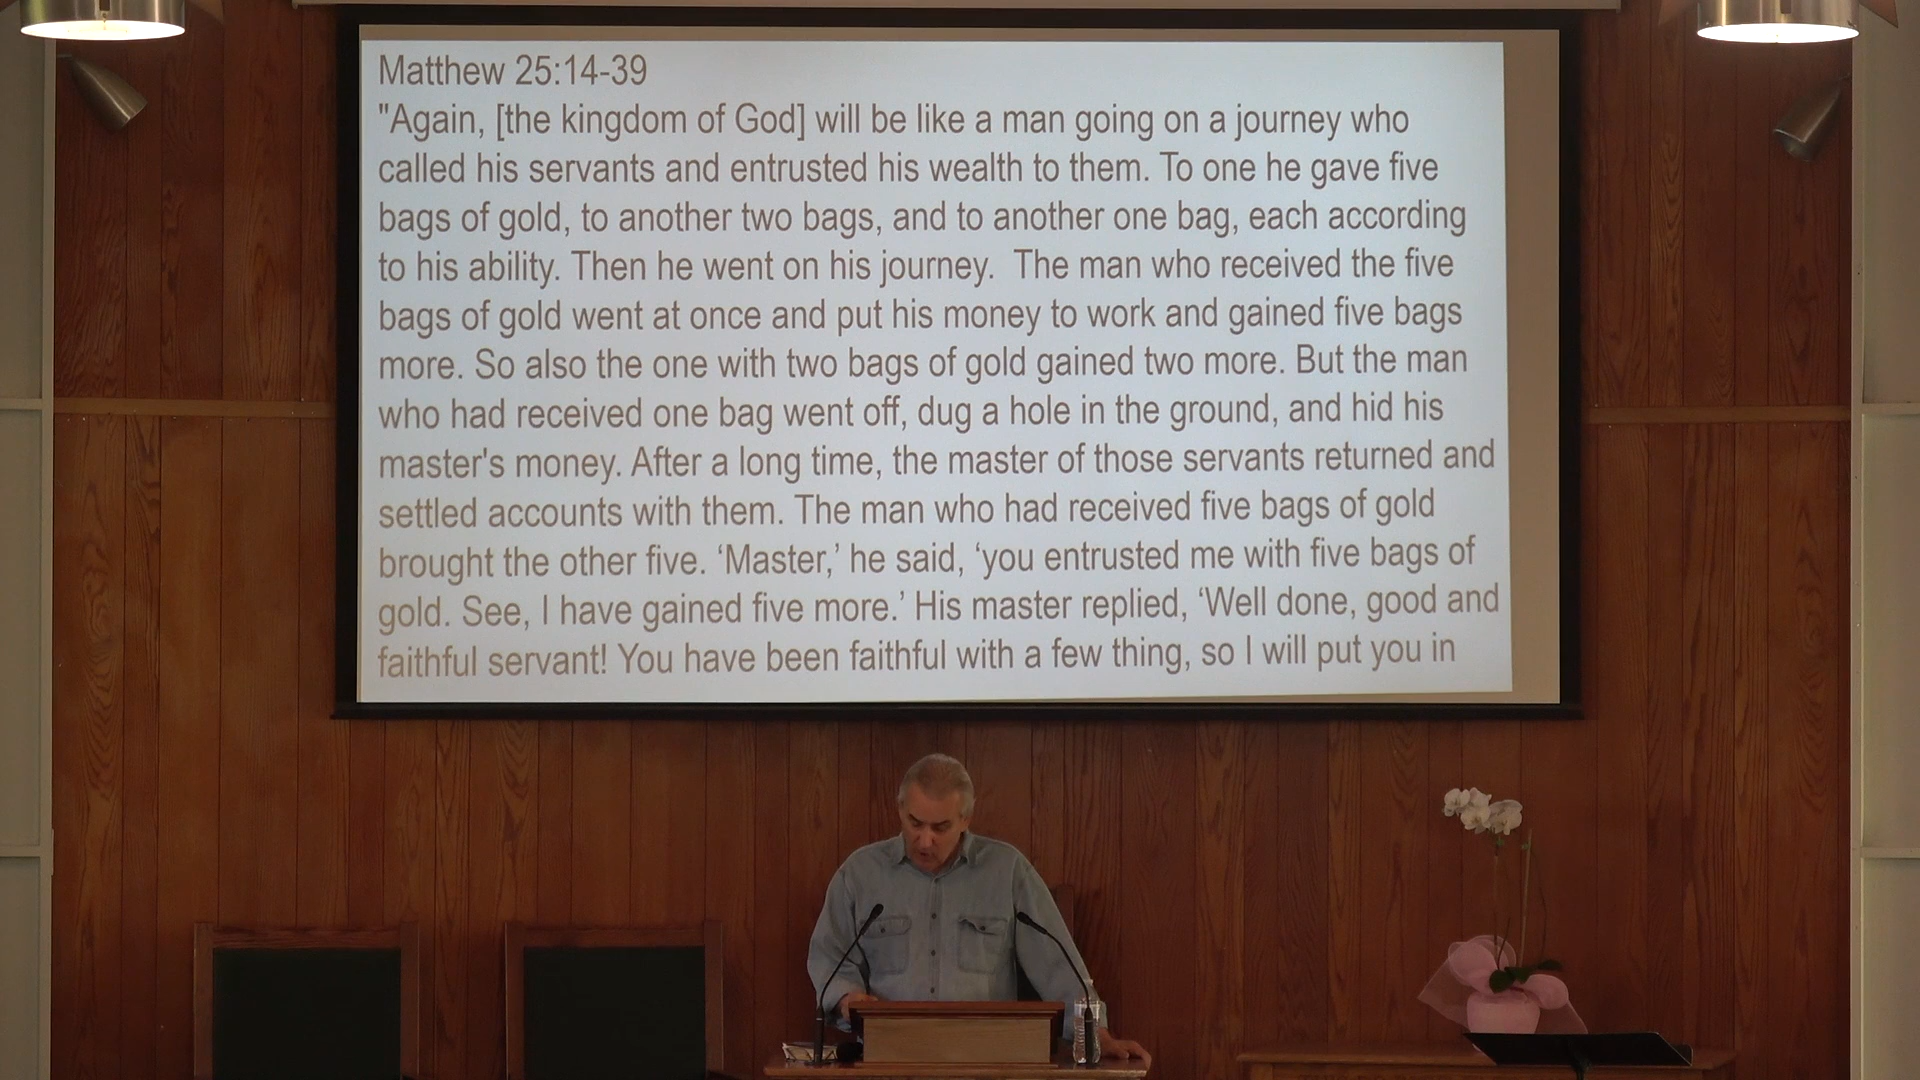 Matthew 25:14-39
"Again, [the kingdom of God] will be like a man going on a journey who
called his servants and entrusted his wealth to them. To one he gave five
bags of gold, to another two bags, and to another one bag, each according
to his ability. Then he went on his journey.  The man who received the five
bags of gold went at once and put his money to work and gained five bags
more. So also the one with two bags of gold gained two more. But the man
who had received one bag went off, dug a hole in the ground, and hid his
master's money. After a long time, the master of those servants returned and
settled accounts with them. The man who had received five bags of gold
brought the other five. ‘Master,’ he said, ‘you entrusted me with five bags of
gold. See, I have gained five more.’ His master replied, ‘Well done, good and
faithful servant! You have been faithful with a few thing, so I will put you in